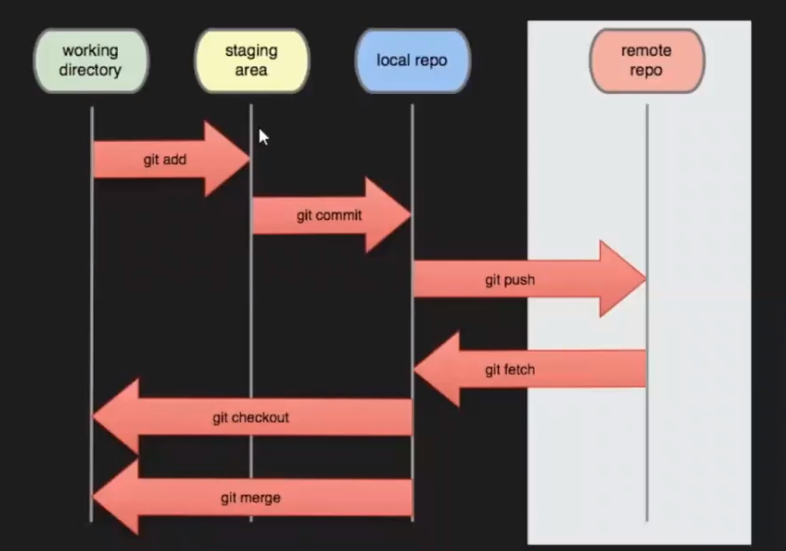 working
directory
staging
area
local repo
remote
repo
git add
git commit
git push
git fetch
git checkout
git merge